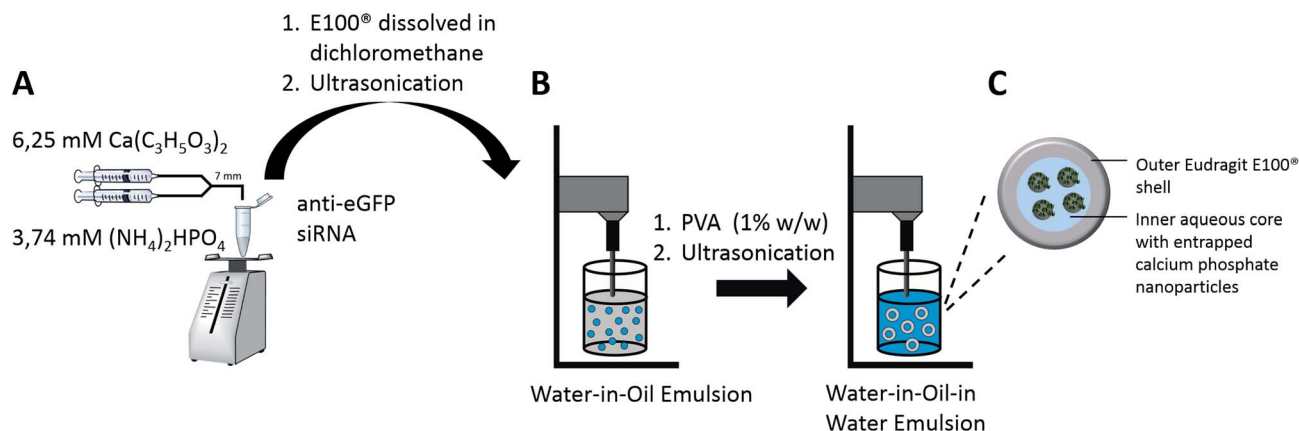 A
6,25 mM Ca(C₃H₅O₃)₂
7 mm
3,74 mM (NH₄)₂HPO₄
1. E100® dissolved in
dichloromethane
2. Ultrasonication
anti-eGFP
siRNA
B
1. PVA (1% w/w)
2. Ultrasonication
Water-in-Oil Emulsion
Water-in-Oil-in
Water Emulsion
C
Outer Eudragit E100®
shell
Inner aqueous core
with entrapped
calcium phosphate
nanoparticles